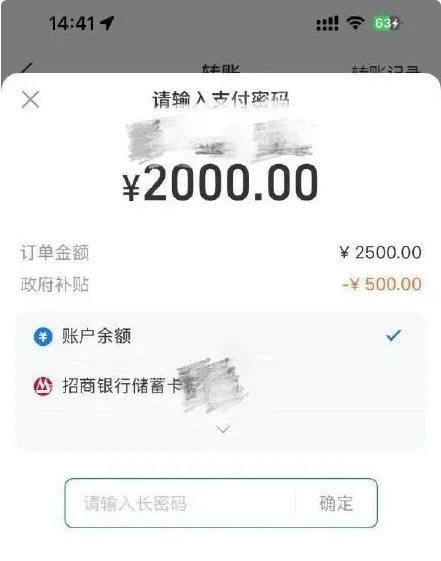 14:41
63
转账
转账记录
请输入支付密码
¥2000.00
订单金额 ¥ 2500.00
政府补贴 -¥ 500.00
账户余额
招商银行储蓄卡
请输入长密码 确定